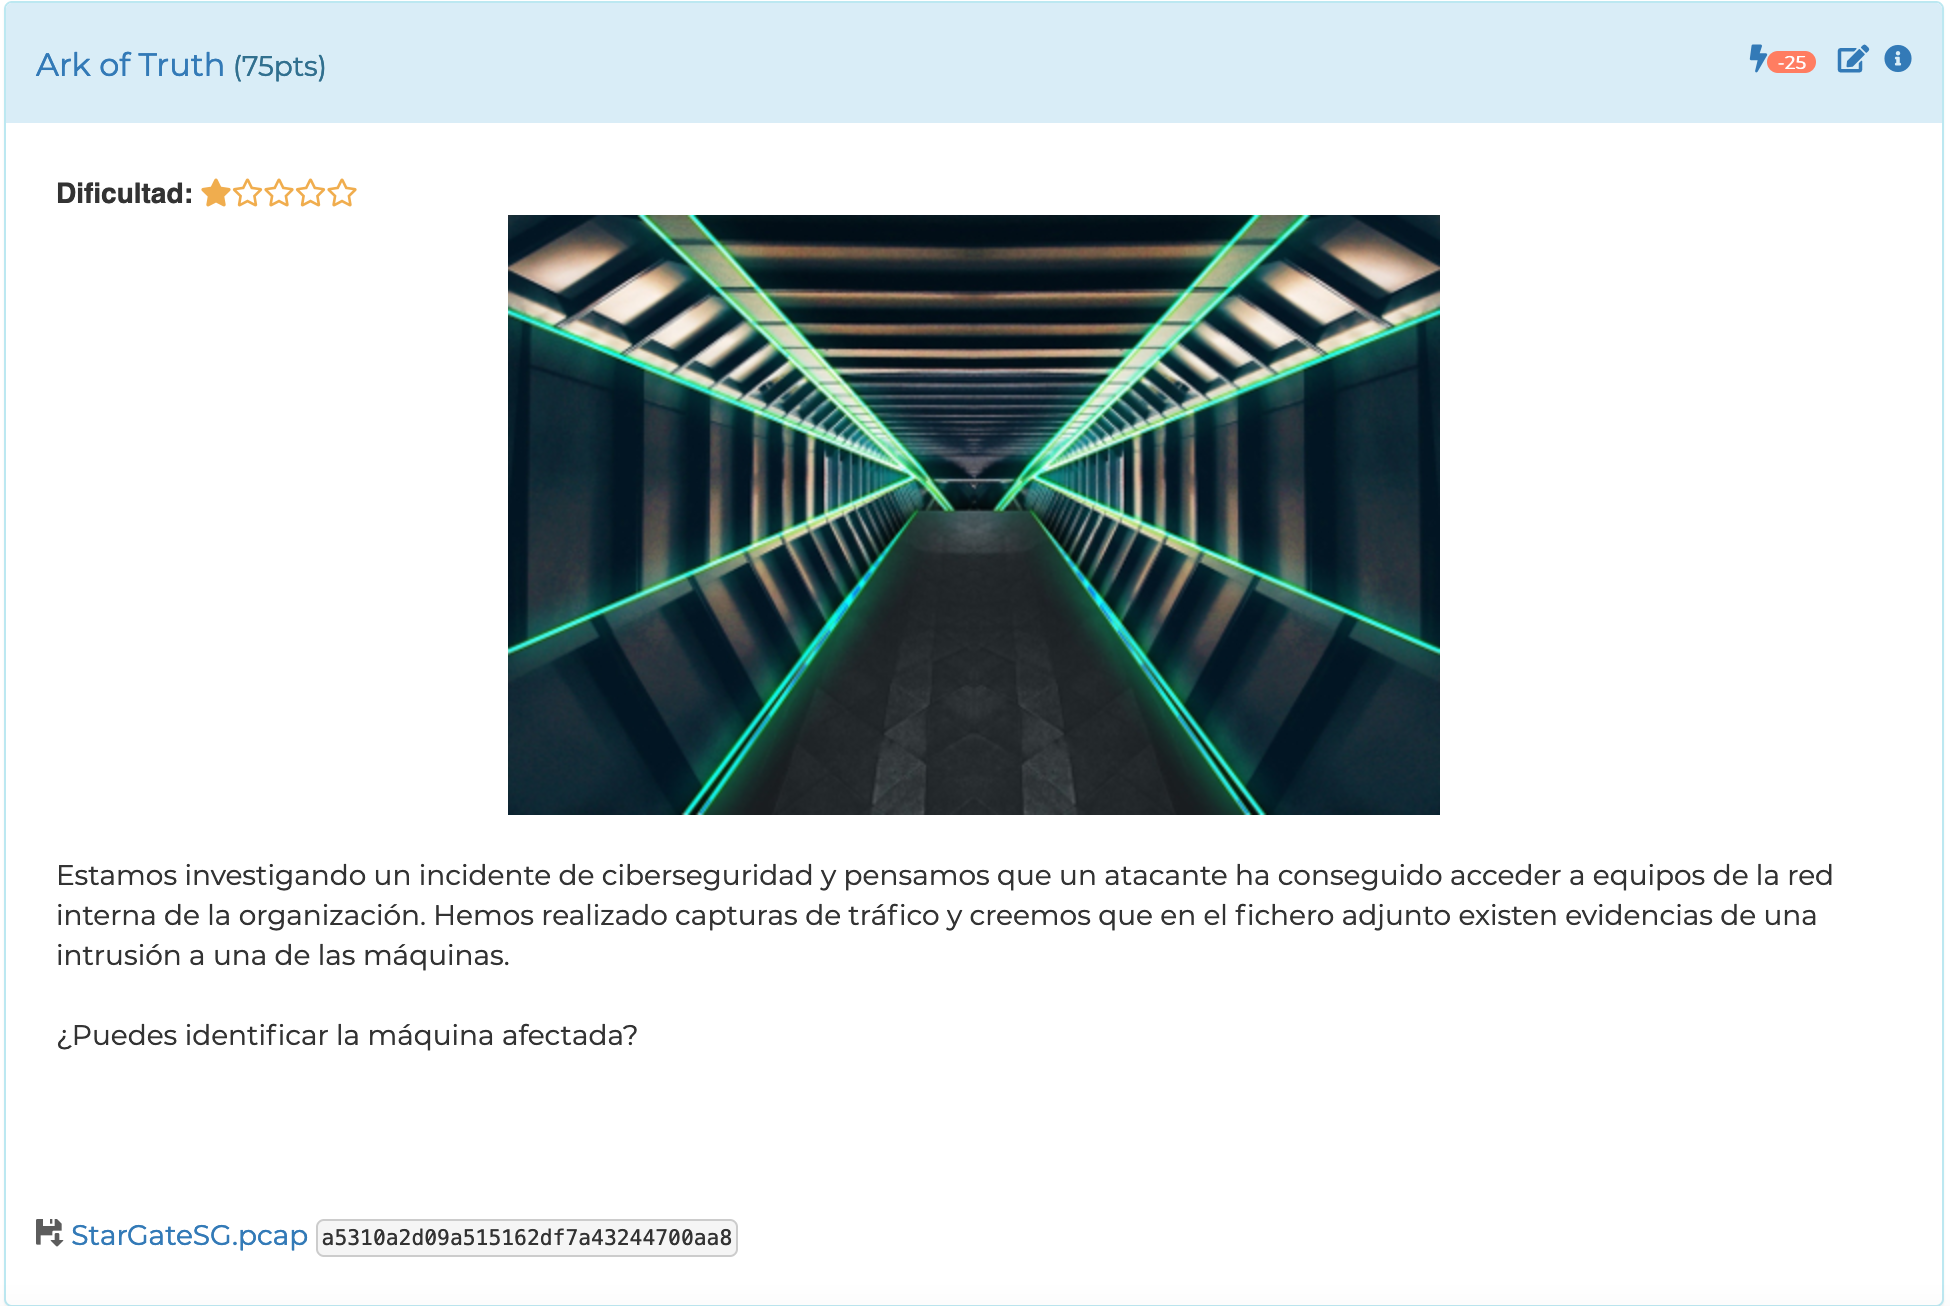 Ark of Truth (75pts)
-25
Dificultad:
Estamos investigando un incidente de ciberseguridad y pensamos que un atacante ha conseguido acceder a equipos de la red
interna de la organización. Hemos realizado capturas de tráfico y creemos que en el fichero adjunto existen evidencias de una
intrusión a una de las máquinas.
¿Puedes identificar la máquina afectada?
StarGateSG.pcap a5310a2d09a515162df7a43244700aa8